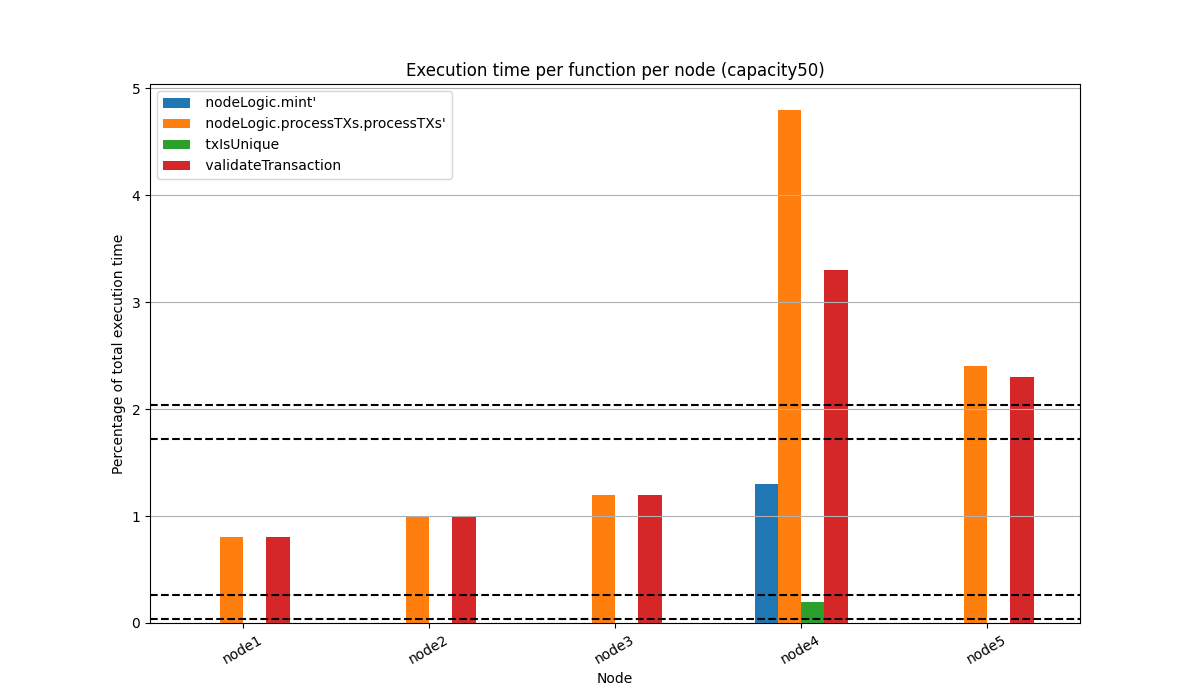 Execution time per function per node (capacity50)
nodeLogic.mint'
nodeLogic.processTXs.processTXs'
txIsUnique
validateTransaction
Percentage of total execution time
5
4
3
2
1
0
node1
node2
node3
node4
node5
Node